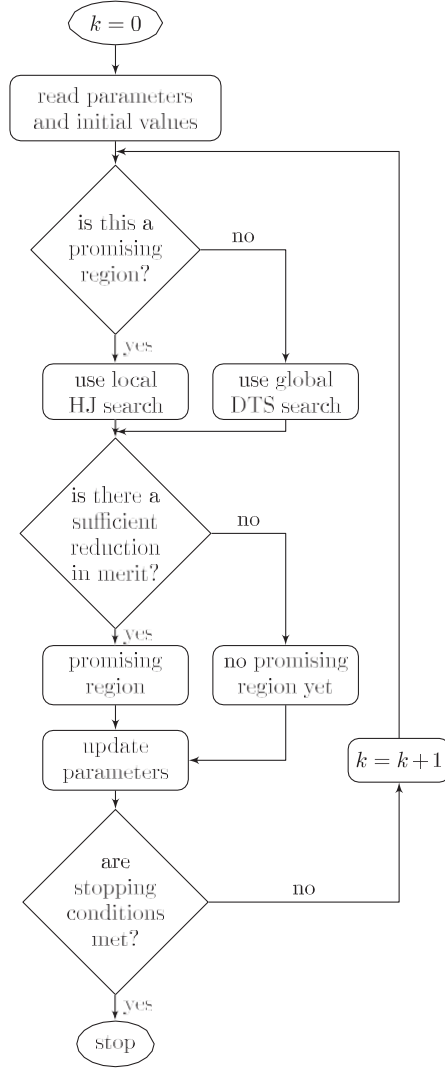 k = 0
read parameters
and initial values
is this a
promising
region?
no
yes
use local
HJ search
use global
DTS search
is there a
sufficient
reduction
in merit?
no
yes
promising
region
no promising
region yet
update
parameters
k = k+1
are
stopping
conditions
met?
no
yes
stop